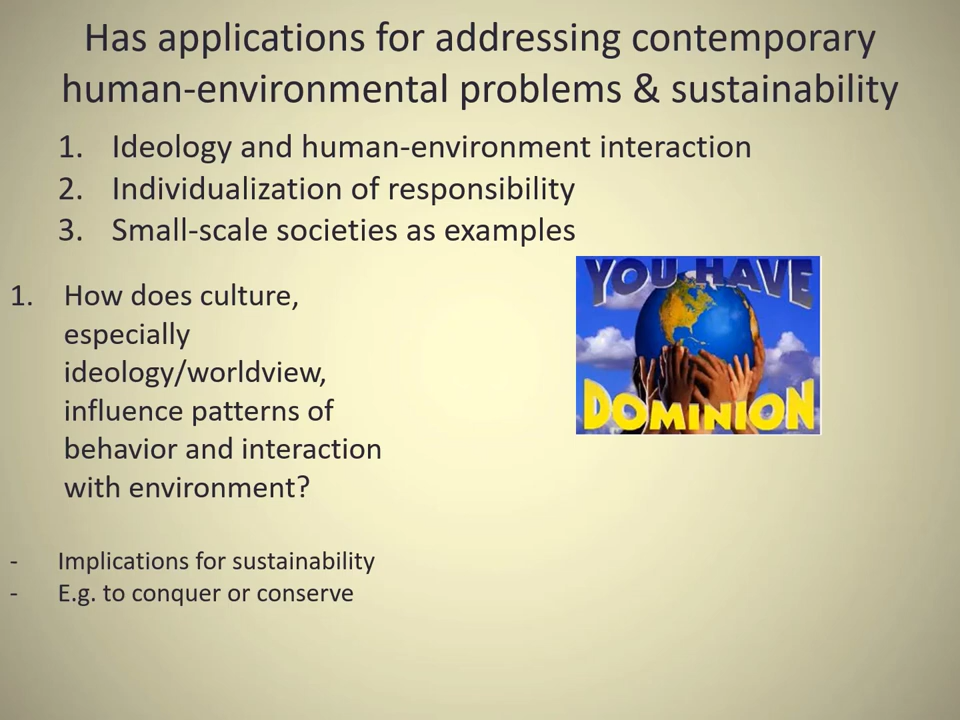 Has applications for addressing contemporary
human-environmental problems & sustainability
1. Ideology and human-environment interaction
2. Individualization of responsibility
3. Small-scale societies as examples
1. How does culture,
especially
ideology/worldview,
influence patterns of
behavior and interaction
with environment?
- Implications for sustainability
- E.g. to conquer or conserve
YOU HAVE
DOMINION